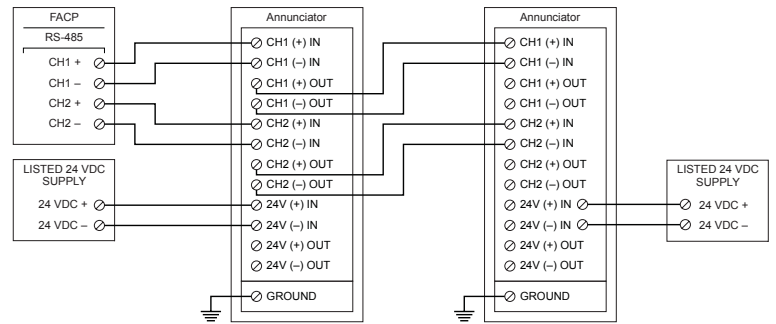 FACP
RS-485
CH1 +
CH1 –
CH2 +
CH2 –
LISTED 24 VDC
SUPPLY
24 VDC +
24 VDC –
Annunciator
CH1 (+) IN
CH1 (–) IN
CH1 (+) OUT
CH1 (–) OUT
CH2 (+) IN
CH2 (–) IN
CH2 (+) OUT
CH2 (–) OUT
24V (+) IN
24V (–) IN
24V (+) OUT
24V (–) OUT
GROUND
Annunciator
CH1 (+) IN
CH1 (–) IN
CH1 (+) OUT
CH1 (–) OUT
CH2 (+) IN
CH2 (–) IN
CH2 (+) OUT
CH2 (–) OUT
24V (+) IN
24V (–) IN
24V (+) OUT
24V (–) OUT
GROUND
LISTED 24 VDC
SUPPLY
24 VDC +
24 VDC –